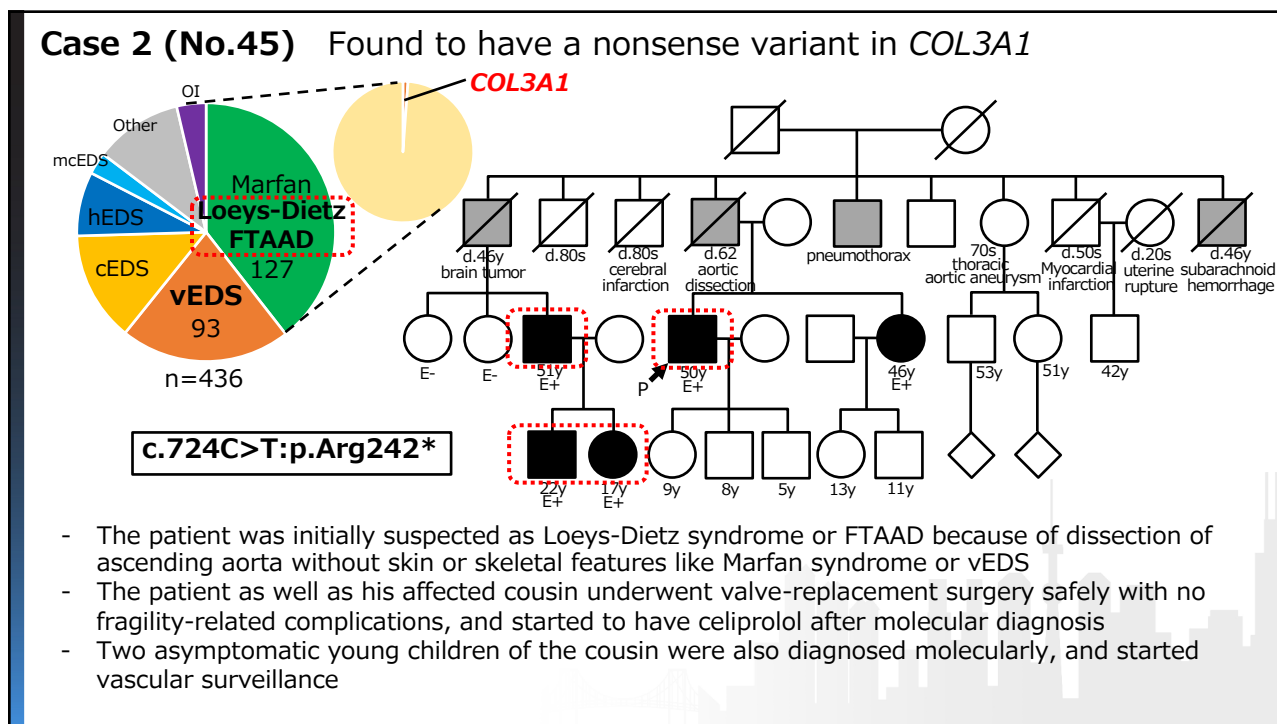 Case 2 (No.45) Found to have a nonsense variant in COL3A1
OI
COL3A1
Other
mcEDS
Marfan
Loeys-Dietz
FTAAD
127
hEDS
cEDS
vEDS
93
n=436
d.46y
brain tumor
d.80s
d.80s
cerebral
infarction
d.62
aortic
dissection
pneumothorax
70s
thoracic
aortic aneurysm
d.50s
Myocardial
infarction
d.20s
uterine
rupture
d.46y
subarachnoid
hemorrhage
E-
E-
51y
E+
P
50y
E+
46y
E+
53y
51y
42y
c.724C>T:p.Arg242*
22y
E+
17y
E+
9y
8y
5y
13y
11y
- The patient was initially suspected as Loeys-Dietz syndrome or FTAAD because of dissection of
ascending aorta without skin or skeletal features like Marfan syndrome or vEDS
- The patient as well as his affected cousin underwent valve-replacement surgery safely with no
fragility-related complications, and started to have celiprolol after molecular diagnosis
- Two asymptomatic young children of the cousin were also diagnosed molecularly, and started
vascular surveillance